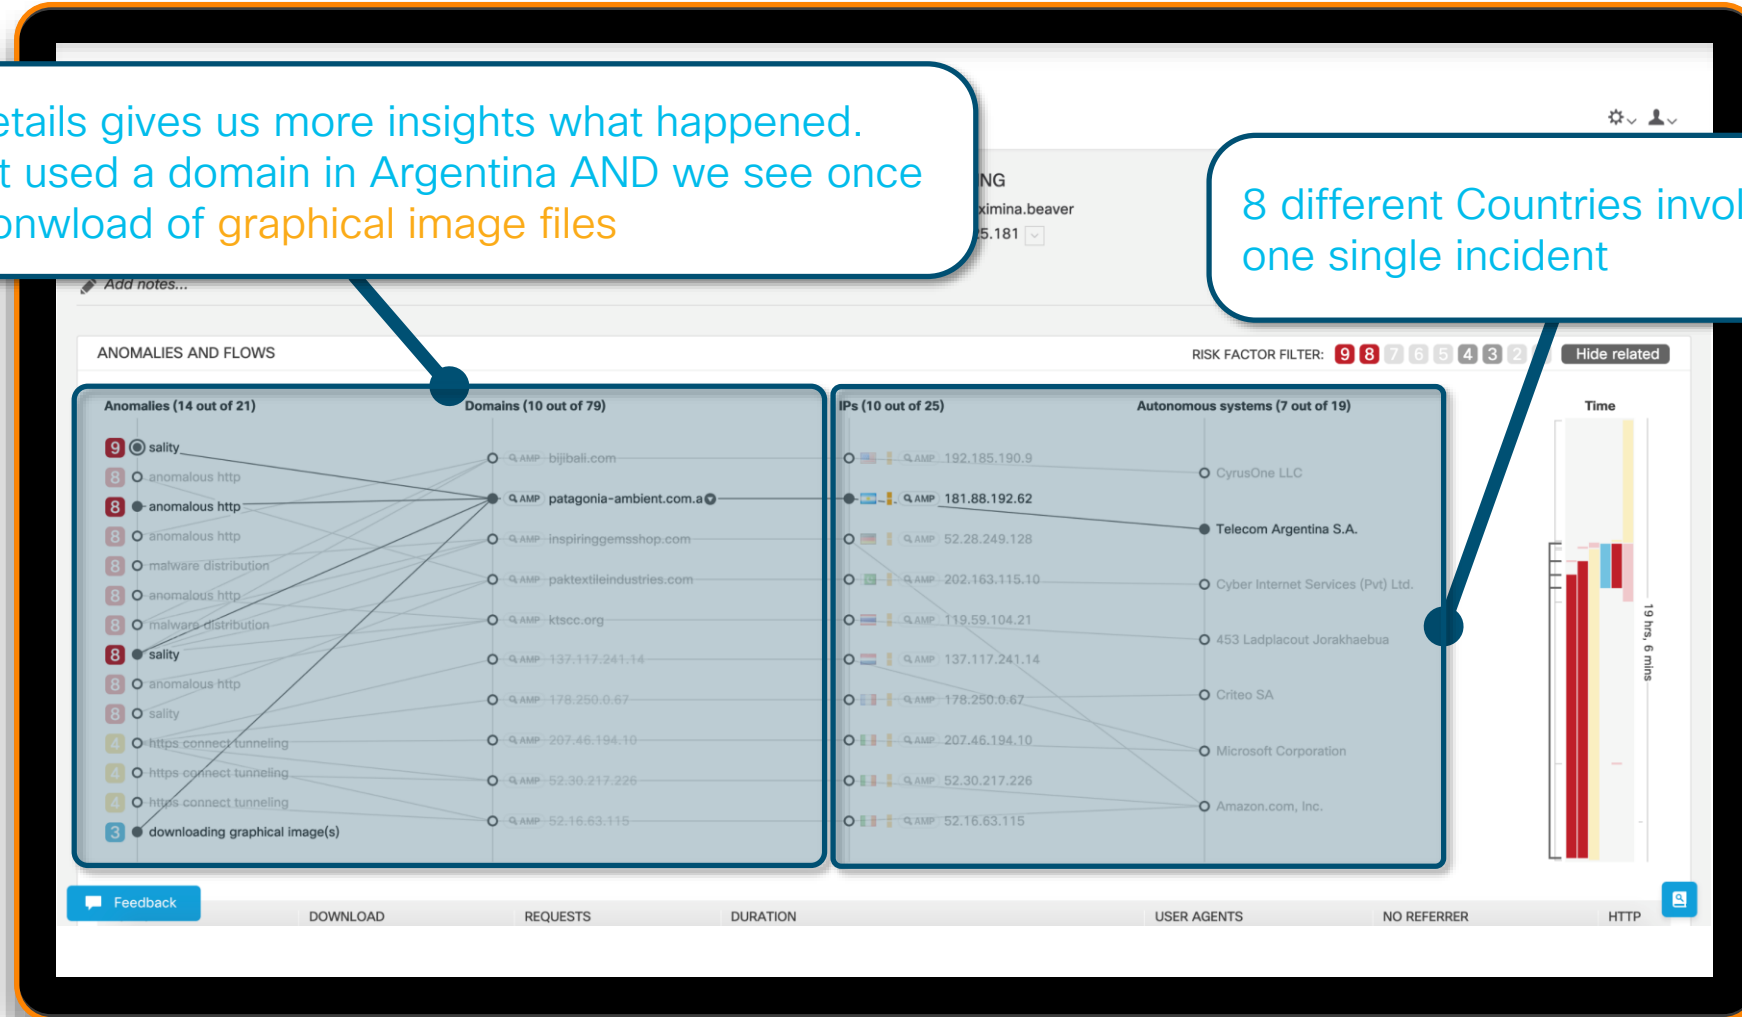 etails gives us more insights what happened.
t used a domain in Argentina AND we see once
onwload of graphical image files
NG
ximina.beaver
5.181
8 different Countries invol
one single incident
Add notes...
ANOMALIES AND FLOWS
RISK FACTOR FILTER: 9 8 7 6 5 4 3 2
Hide related
Anomalies (14 out of 21)
Domains (10 out of 79)
IPs (10 out of 25)
Autonomous systems (7 out of 19)
Time
9 sality
8 anomalous http
8 anomalous http
8 anomalous http
8 malware distribution
8 anomalous http
8 malware distribution
8 sality
8 anomalous http
8 sality
4 https connect tunneling
4 https connect tunneling
4 https connect tunneling
3 downloading graphical image(s)
AMP bijibali.com
AMP patagonia-ambient.com.a
AMP inspiringgemsshop.com
AMP paktextileindustries.com
AMP ktscc.org
AMP 137.117.241.14
AMP 178.250.0.67
AMP 207.46.194.10
AMP 52.30.217.226
AMP 52.16.63.115
AMP 192.185.190.9
AMP 181.88.192.62
AMP 52.28.249.128
AMP 202.163.115.10
AMP 119.59.104.21
AMP 137.117.241.14
AMP 178.250.0.67
AMP 207.46.194.10
AMP 52.30.217.226
AMP 52.16.63.115
CyrusOne LLC
Telecom Argentina S.A.
Cyber Internet Services (Pvt) Ltd.
453 Ladplacout Jorakhaebua
Criteo SA
Microsoft Corporation
Amazon.com, Inc.
19 hrs, 6 mins
Feedback
DOWNLOAD
REQUESTS
DURATION
USER AGENTS
NO REFERRER
HTTP